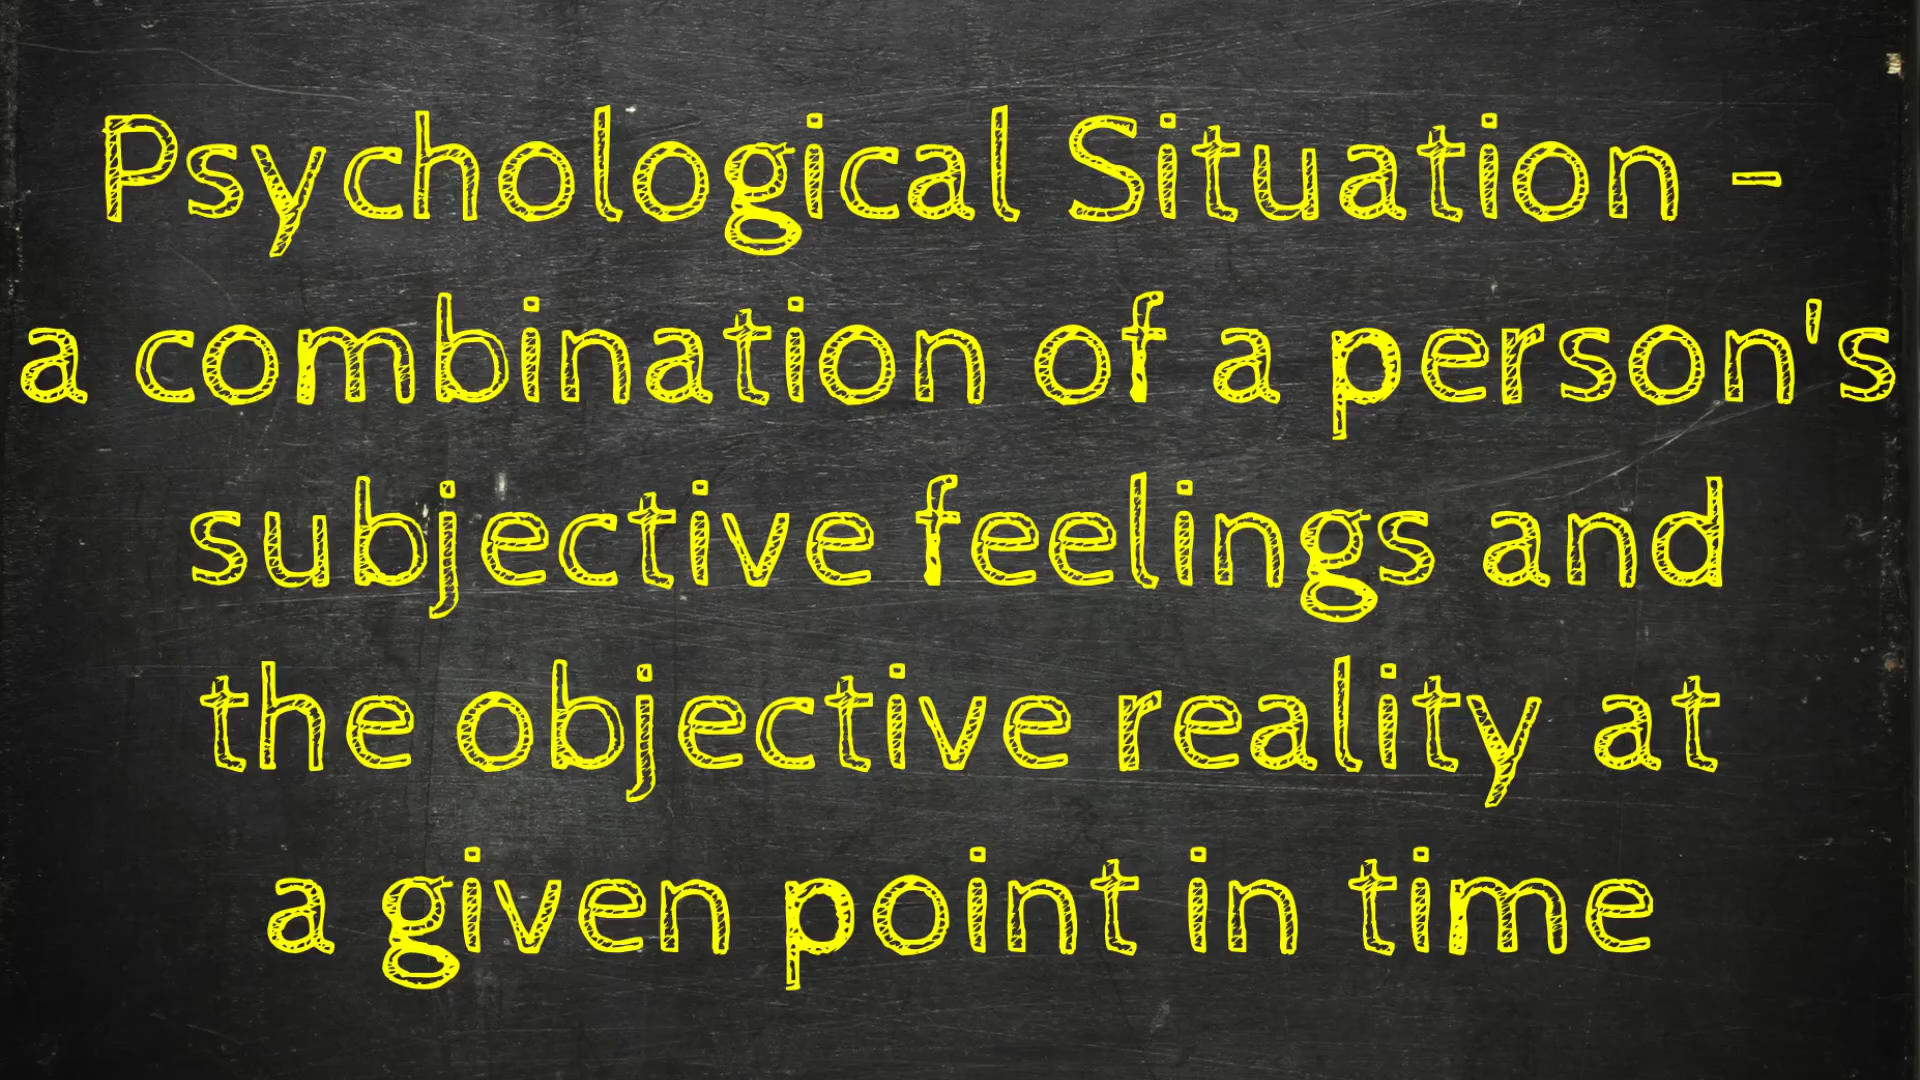 Psychological Situation -
a combination of a person's
subjective feelings and
the objective reality at
a given point in time